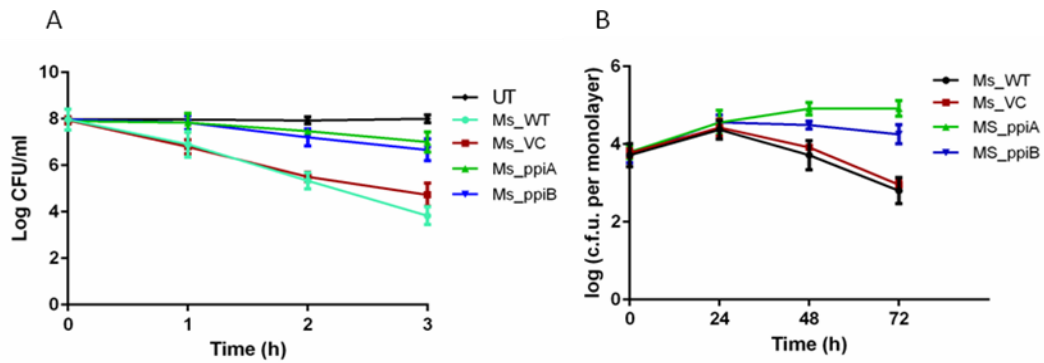 A
Log CFU/ml
10
8
6
4
2
0
0 1 2 3
Time (h)
UT
Ms_WT
Ms_VC
Ms_ppiA
Ms_ppiB
B
log (c.f.u. per monolayer)
6
4
2
0
0 24 48 72
Time (h)
Ms_WT
Ms_VC
MS_ppiA
MS_ppiB